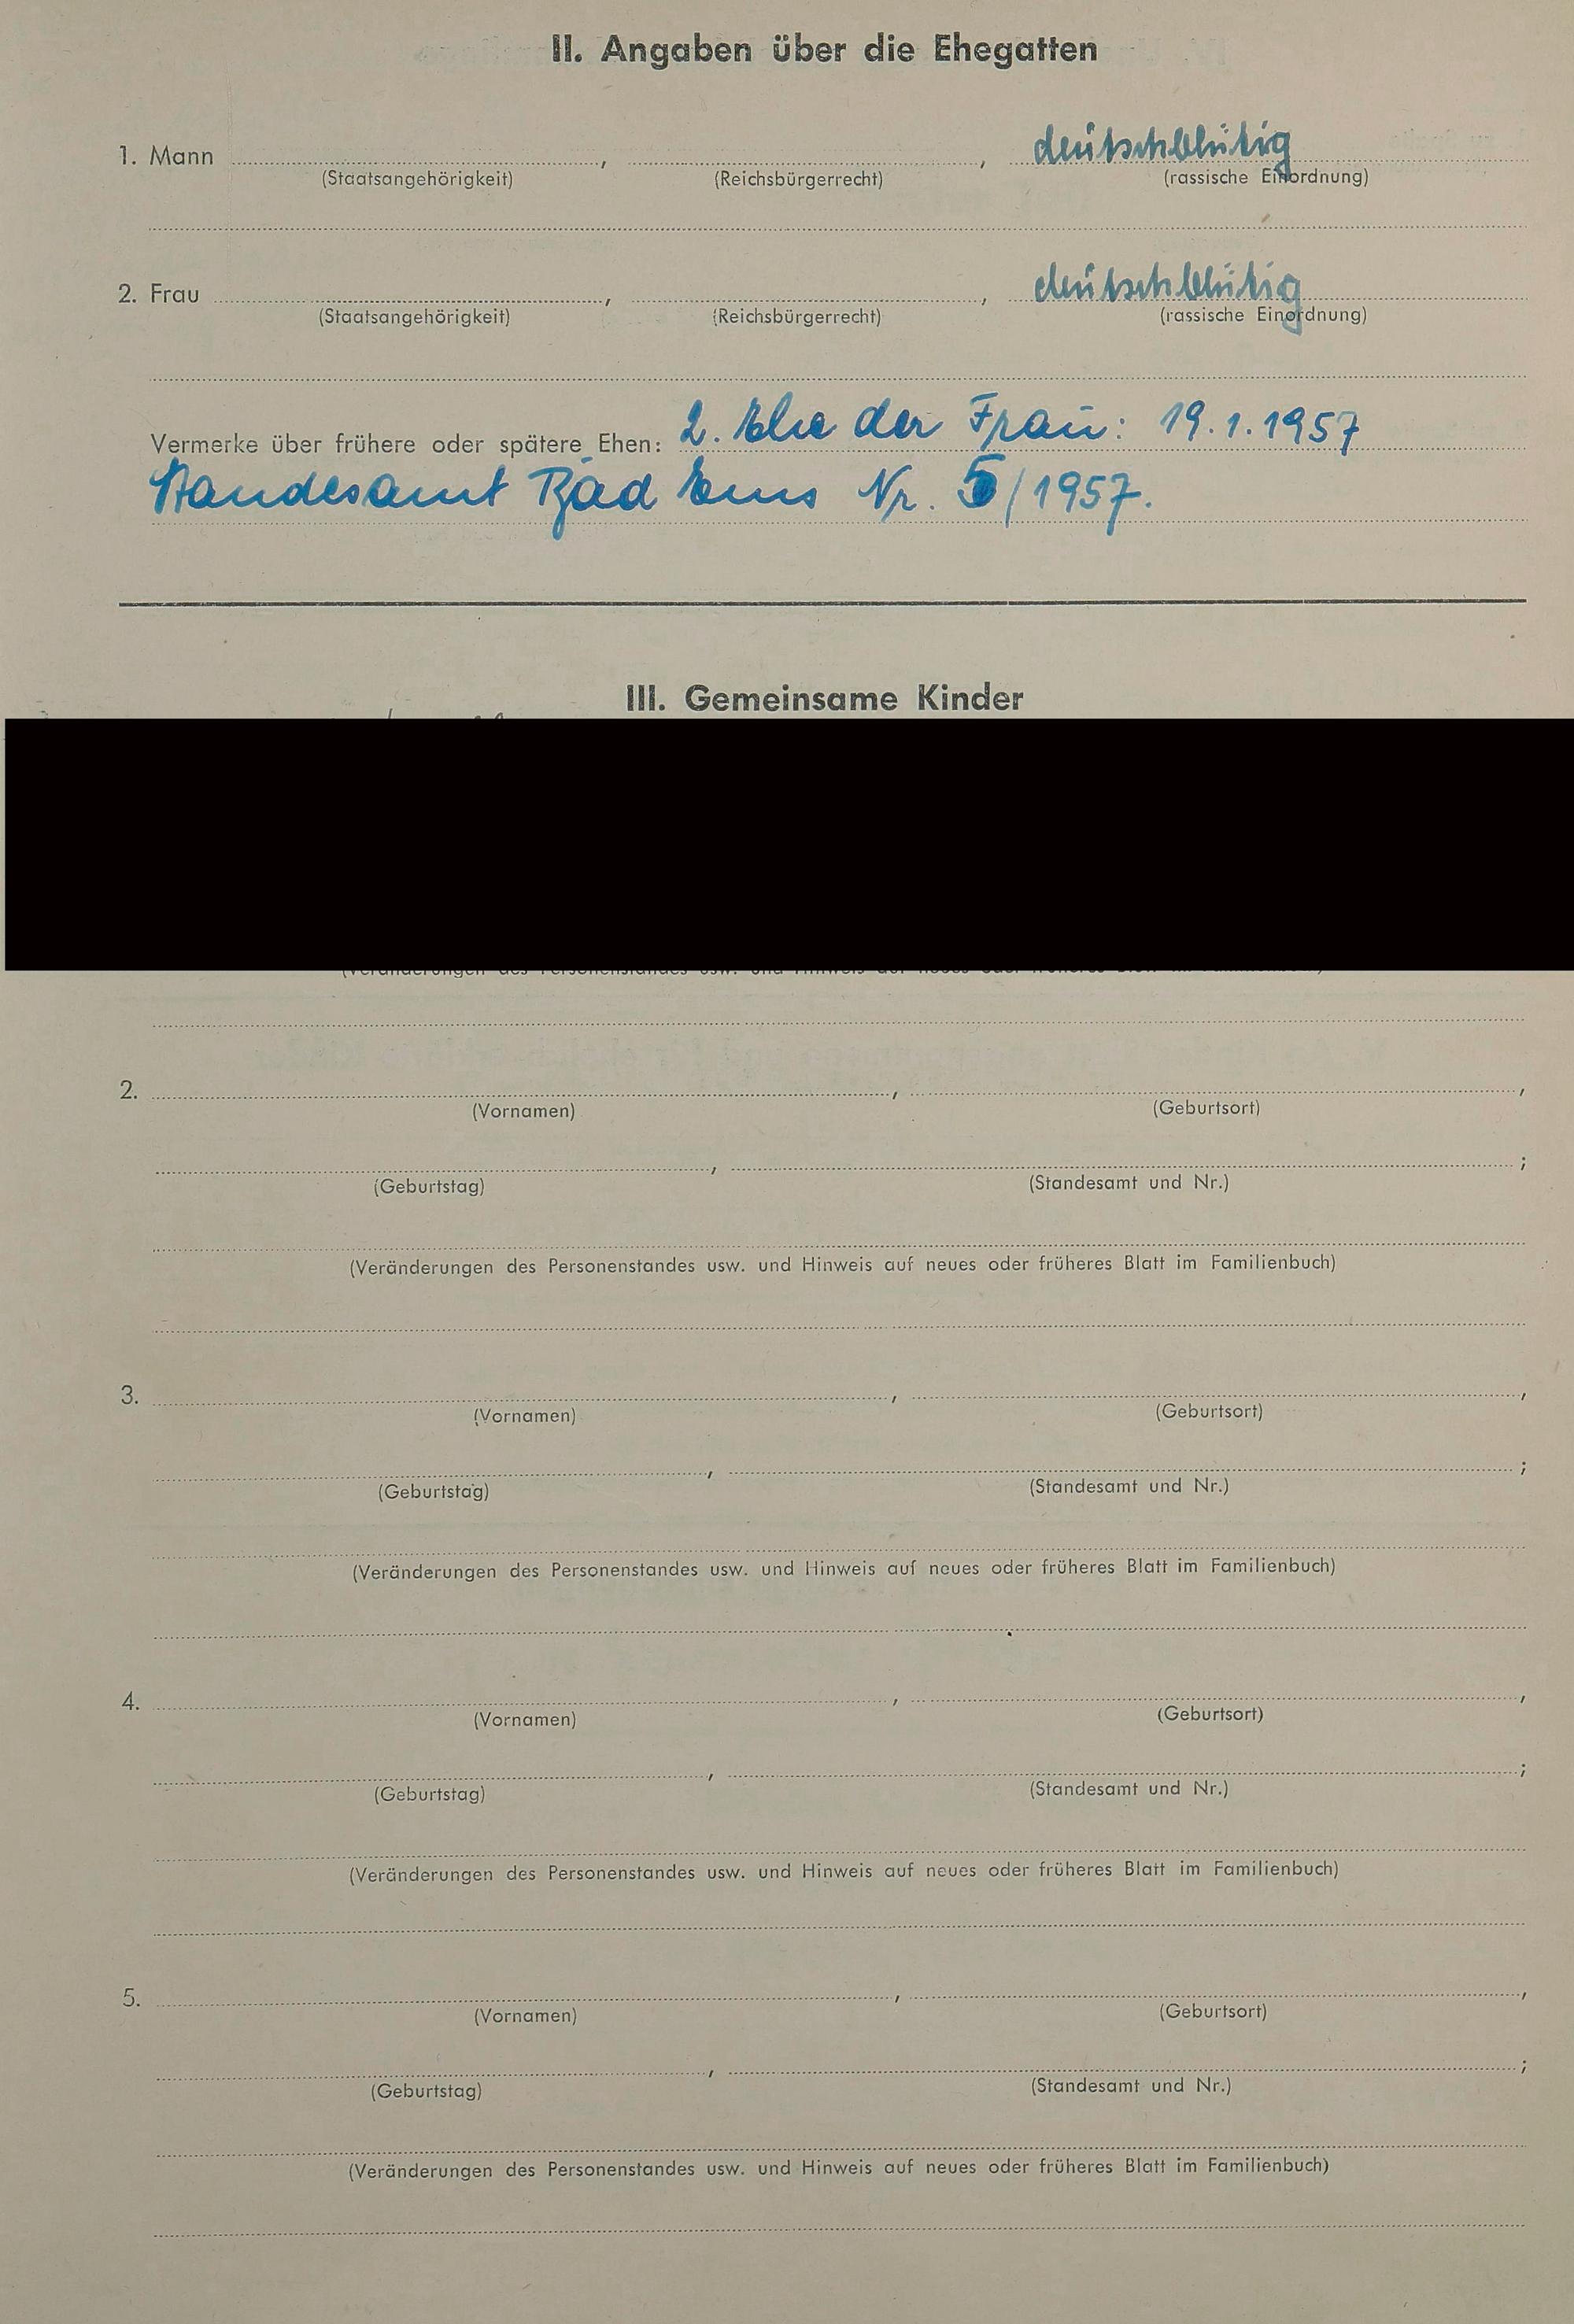 II. Angaben über die Ehegatten
1. Mann , , deutschblütig
(Staatsangehörigkeit) (Reichsbürgerrecht) (rassische Einordnung)
2. Frau , , deutschblütig
(Staatsangehörigkeit) (Reichsbürgerrecht) (rassische Einordnung)
Vermerke über frühere oder spätere Ehen: 2. Ehe der Frau: 19.1.1957
Standesamt Bad Ems Nr. 5/1957.
III. Gemeinsame Kinder
2. , ,
(Vornamen) (Geburtsort)
, ;
(Geburtstag) (Standesamt und Nr.)
(Veränderungen des Personenstandes usw. und Hinweis auf neues oder früheres Blatt im Familienbuch)
3. , ,
(Vornamen) (Geburtsort)
, ;
(Geburtstag) (Standesamt und Nr.)
(Veränderungen des Personenstandes usw. und Hinweis auf neues oder früheres Blatt im Familienbuch)
4. , ,
(Vornamen) (Geburtsort)
, ;
(Geburtstag) (Standesamt und Nr.)
(Veränderungen des Personenstandes usw. und Hinweis auf neues oder früheres Blatt im Familienbuch)
5. , ,
(Vornamen) (Geburtsort)
, ;
(Geburtstag) (Standesamt und Nr.)
(Veränderungen des Personenstandes usw. und Hinweis auf neues oder früheres Blatt im Familienbuch)